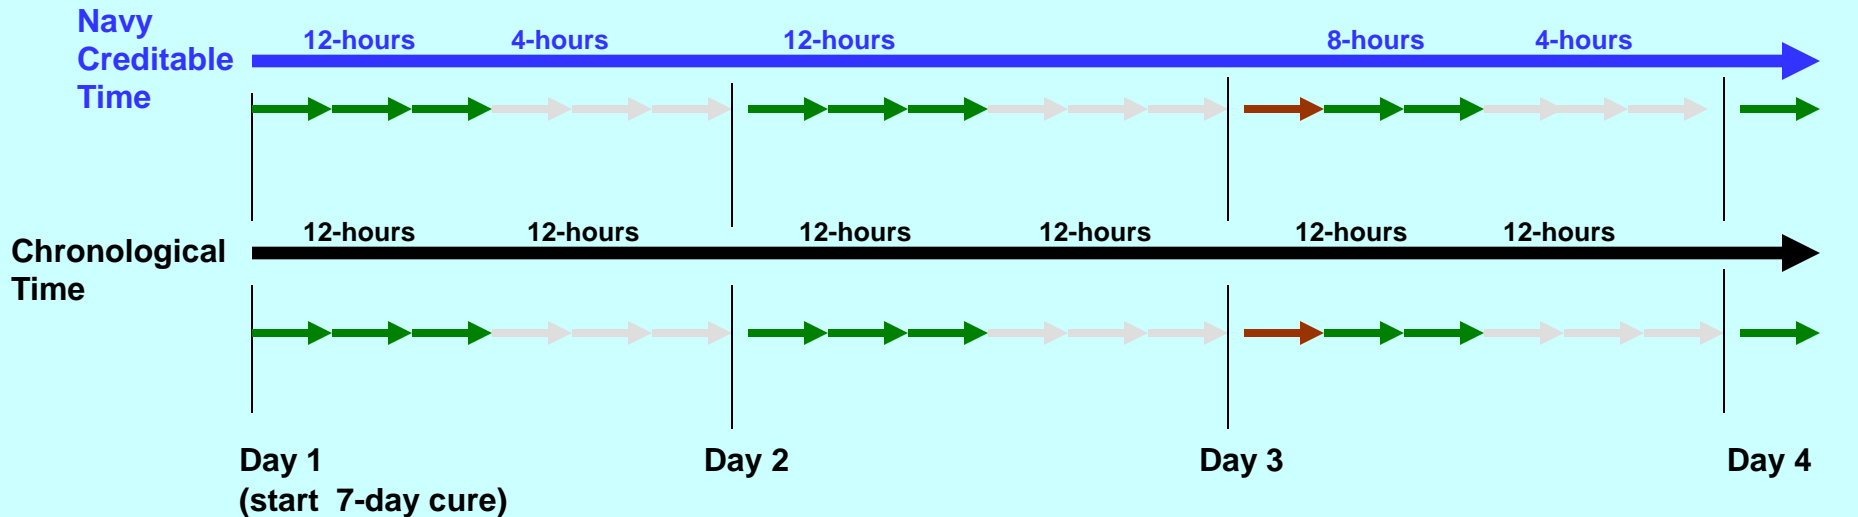 Navy
Creditable
Time
12-hours 4-hours 12-hours 8-hours 4-hours
Chronological
Time
12-hours 12-hours 12-hours 12-hours 12-hours 12-hours
Day 1 Day 2 Day 3 Day 4
(start 7-day cure)